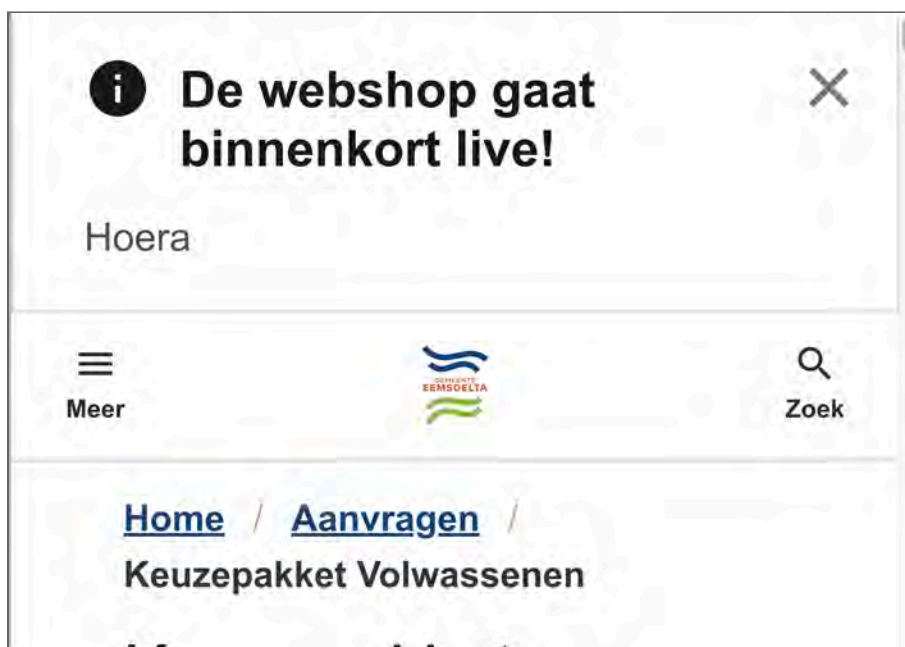 De webshop gaat
binnenkort live!
Hoera
Meer
GEMEENTE
EEMSDELTA
Zoek
Home / Aanvragen /
Keuzepakket Volwassenen